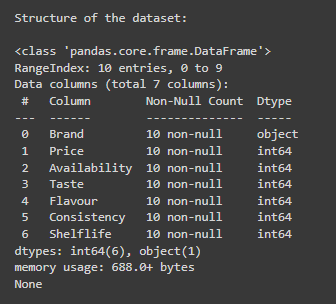 Structure of the dataset:
<class 'pandas.core.frame.DataFrame'>
RangeIndex: 10 entries, 0 to 9
Data columns (total 7 columns):
 #   Column        Non-Null Count  Dtype
---  ------        --------------  -----
 0   Brand         10 non-null     object
 1   Price         10 non-null     int64
 2   Availability  10 non-null     int64
 3   Taste         10 non-null     int64
 4   Flavour       10 non-null     int64
 5   Consistency   10 non-null     int64
 6   Shelflife     10 non-null     int64
dtypes: int64(6), object(1)
memory usage: 688.0+ bytes
None